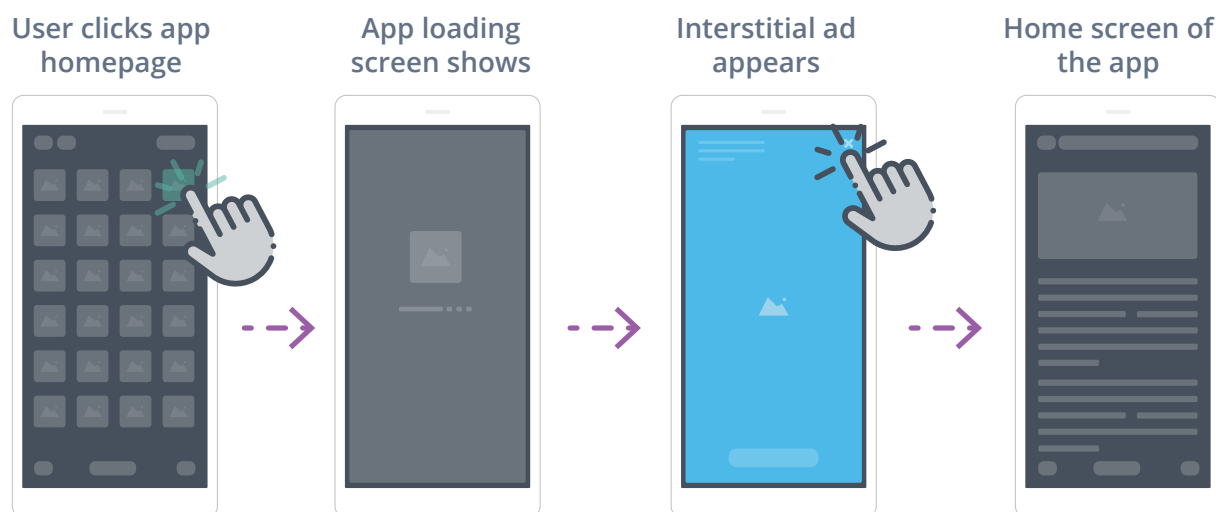 User clicks app
homepage
App loading
screen shows
Interstitial ad
appears
Home screen of
the app